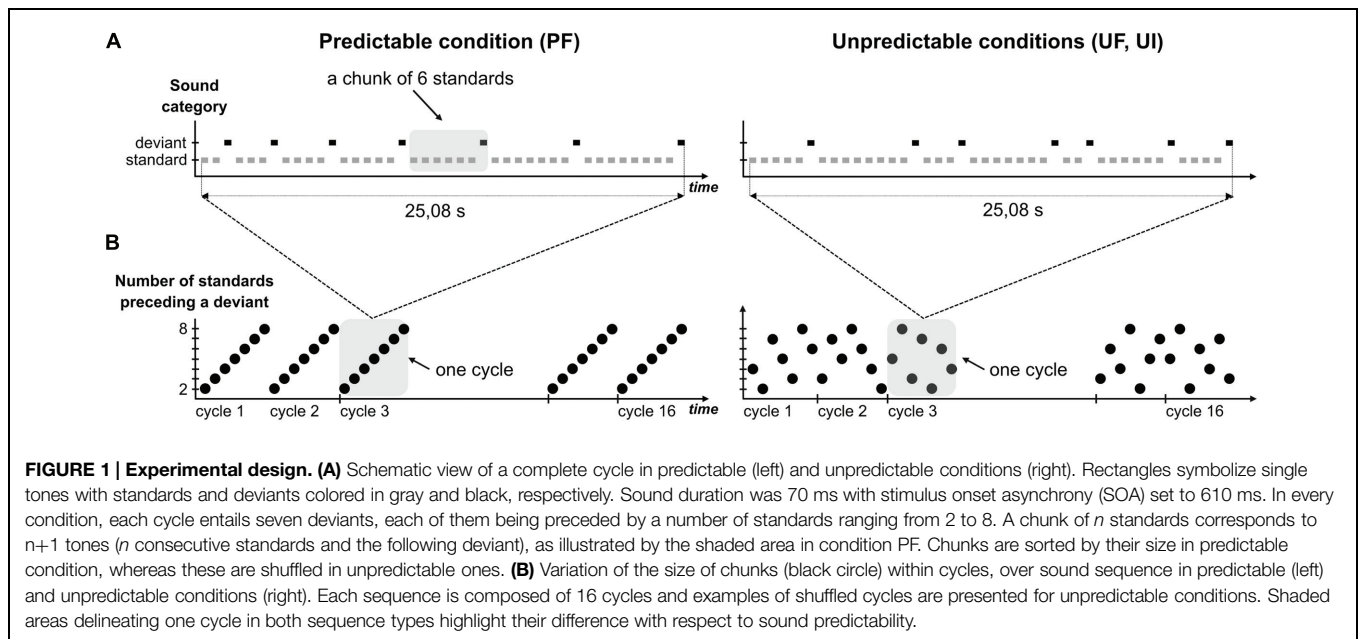 A
Predictable condition (PF)
Unpredictable conditions (UF, UI)
a chunk of 6 standards
Sound
category
deviant
standard
time
25,08 s
25,08 s
B
Number of standards
preceding a deviant
8
2
one cycle
one cycle
cycle 1 cycle 2 cycle 3 cycle 16 time
cycle 1 cycle 2 cycle 3 cycle 16
FIGURE 1 | Experimental design. (A) Schematic view of a complete cycle in predictable (left) and unpredictable conditions (right). Rectangles symbolize single
tones with standards and deviants colored in gray and black, respectively. Sound duration was 70 ms with stimulus onset asynchrony (SOA) set to 610 ms. In every
condition, each cycle entails seven deviants, each of them being preceded by a number of standards ranging from 2 to 8. A chunk of n standards corresponds to
n+1 tones (n consecutive standards and the following deviant), as illustrated by the shaded area in condition PF. Chunks are sorted by their size in predictable
condition, whereas these are shuffled in unpredictable ones. (B) Variation of the size of chunks (black circle) within cycles, over sound sequence in predictable (left)
and unpredictable conditions (right). Each sequence is composed of 16 cycles and examples of shuffled cycles are presented for unpredictable conditions. Shaded
areas delineating one cycle in both sequence types highlight their difference with respect to sound predictability.